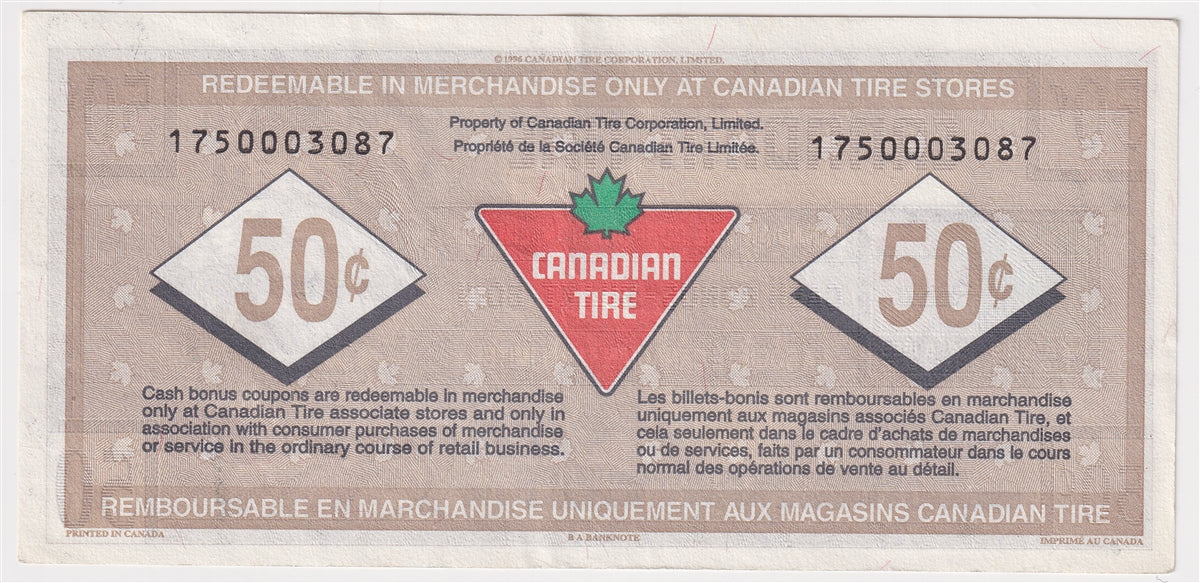 © 1996 CANADIAN TIRE CORPORATION, LIMITED.
REDEEMABLE IN MERCHANDISE ONLY AT CANADIAN TIRE STORES
Property of Canadian Tire Corporation, Limited.
Propriété de la Société Canadian Tire Limitée.
1750003087
1750003087
50¢
CANADIAN
TIRE
50¢
Cash bonus coupons are redeemable in merchandise
only at Canadian Tire associate stores and only in
association with consumer purchases of merchandise
or service in the ordinary course of retail business.
Les billets-bonis sont remboursables en marchandise
uniquement aux magasins associés Canadian Tire, et
cela seulement dans le cadre d'achats de marchandises
ou de services, faits par un consommateur dans le cours
normal des opérations de vente au détail.
REMBOURSABLE EN MARCHANDISE UNIQUEMENT AUX MAGASINS CANADIAN TIRE
PRINTED IN CANADA
B A BANKNOTE
IMPRIMÉ AU CANADA